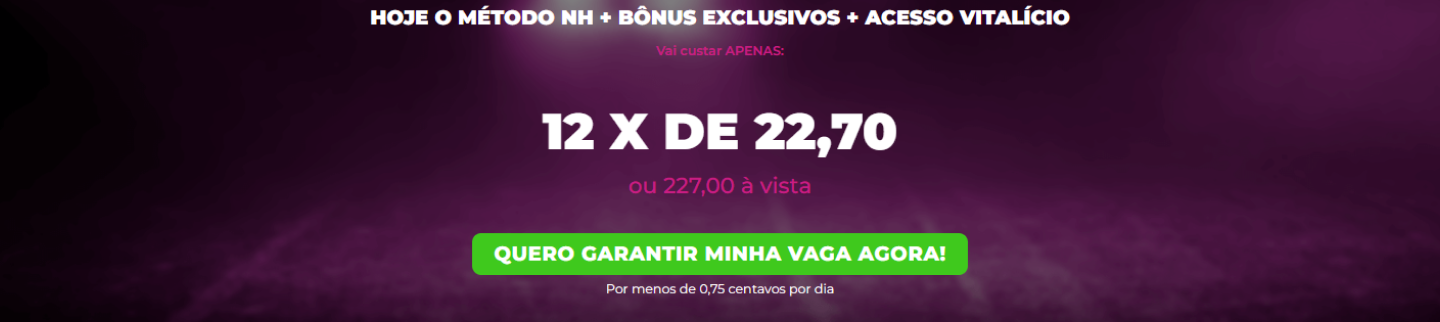 HOJE O MÉTODO NH + BÔNUS EXCLUSIVOS + ACESSO VITALÍCIO
Vai custar APENAS:
12 X DE 22,70
ou 227,00 à vista
QUERO GARANTIR MINHA VAGA AGORA!
Por menos de 0,75 centavos por dia